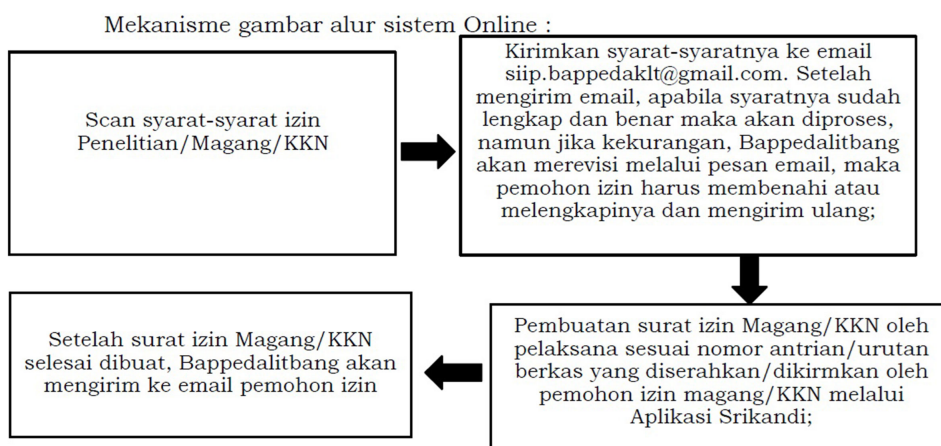 Mekanisme gambar alur sistem Online :
Scan syarat-syarat izin
Penelitian/Magang/KKN
Kirimkan syarat-syaratnya ke email
siip.bappedaklt@gmail.com. Setelah
mengirim email, apabila syaratnya sudah
lengkap dan benar maka akan diproses,
namun jika kekurangan, Bappedalitbang
akan merevisi melalui pesan email, maka
pemohon izin harus membenahi atau
melengkapinya dan mengirim ulang;
Pembuatan surat izin Magang/KKN oleh
pelaksana sesuai nomor antrian/urutan
berkas yang diserahkan/dikirmkan oleh
pemohon izin magang/KKN melalui
Aplikasi Srikandi;
Setelah surat izin Magang/KKN
selesai dibuat, Bappedalitbang akan
mengirim ke email pemohon izin